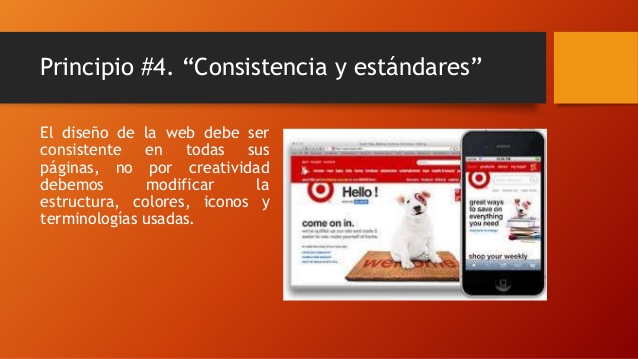 Principio #4. “Consistencia y estándares”
El diseño de la web debe ser
consistente en todas sus
páginas, no por creatividad
debemos modificar la
estructura, colores, iconos y
terminologías usadas.
Hello !
come on in.
welcome
great ways
to save on
everything
you need
shop your weekly